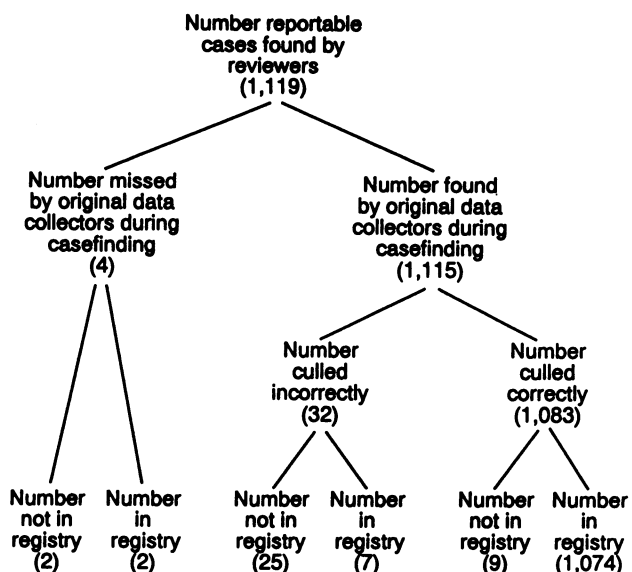 Number reportable
cases found by
reviewers
(1,119)
Number missed
by original data
collectors during
casefinding
(4)
Number found
by original data
collectors during
casefinding
(1,115)
Number
culled
incorrectly
(32)
Number
culled
correctly
(1,083)
Number
not in
registry
(2)
Number
in
registry
(2)
Number
not in
registry
(25)
Number
in
registry
(7)
Number
not in
registry
(9)
Number
in
registry
(1,074)